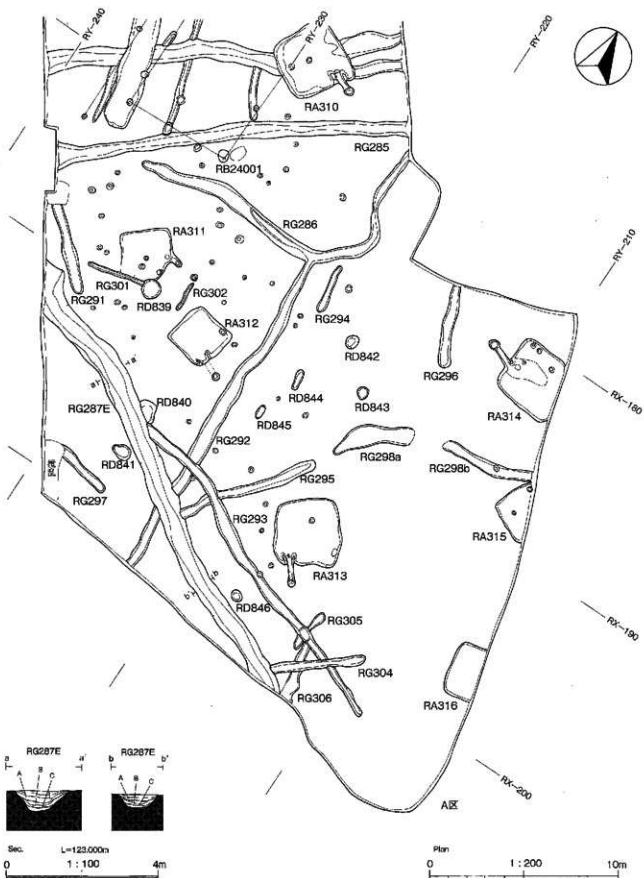 RY-240
RY-230
RY-220
RA310
RG285
RB24001
RG286
RY-210
RA311
RG301
RG291
RD839
RG302
RA312
RG294
RD842
RG296
RX-180
RA314
a'
a
RG287E
RD840
RD844
RD843
RD845
RG292
RG298a
RD841
RG298b
RG297
RG295
RG293
RA315
RA313
b
b'
RD846
RG305
RX-190
RG304
RA316
RG306
RX-200
A区
RG287E
a a'
A B C
RG287E
b b'
A B C
Sec. L=123.000m
0 1:100 4m
Plan
0 1:200 10m